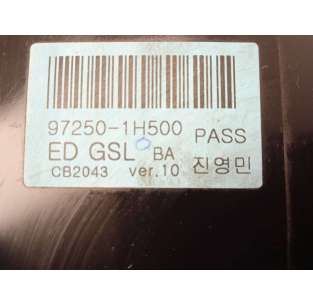 97250-1H500 PASS
ED GSL BA
CB2043 ver.10 진영민